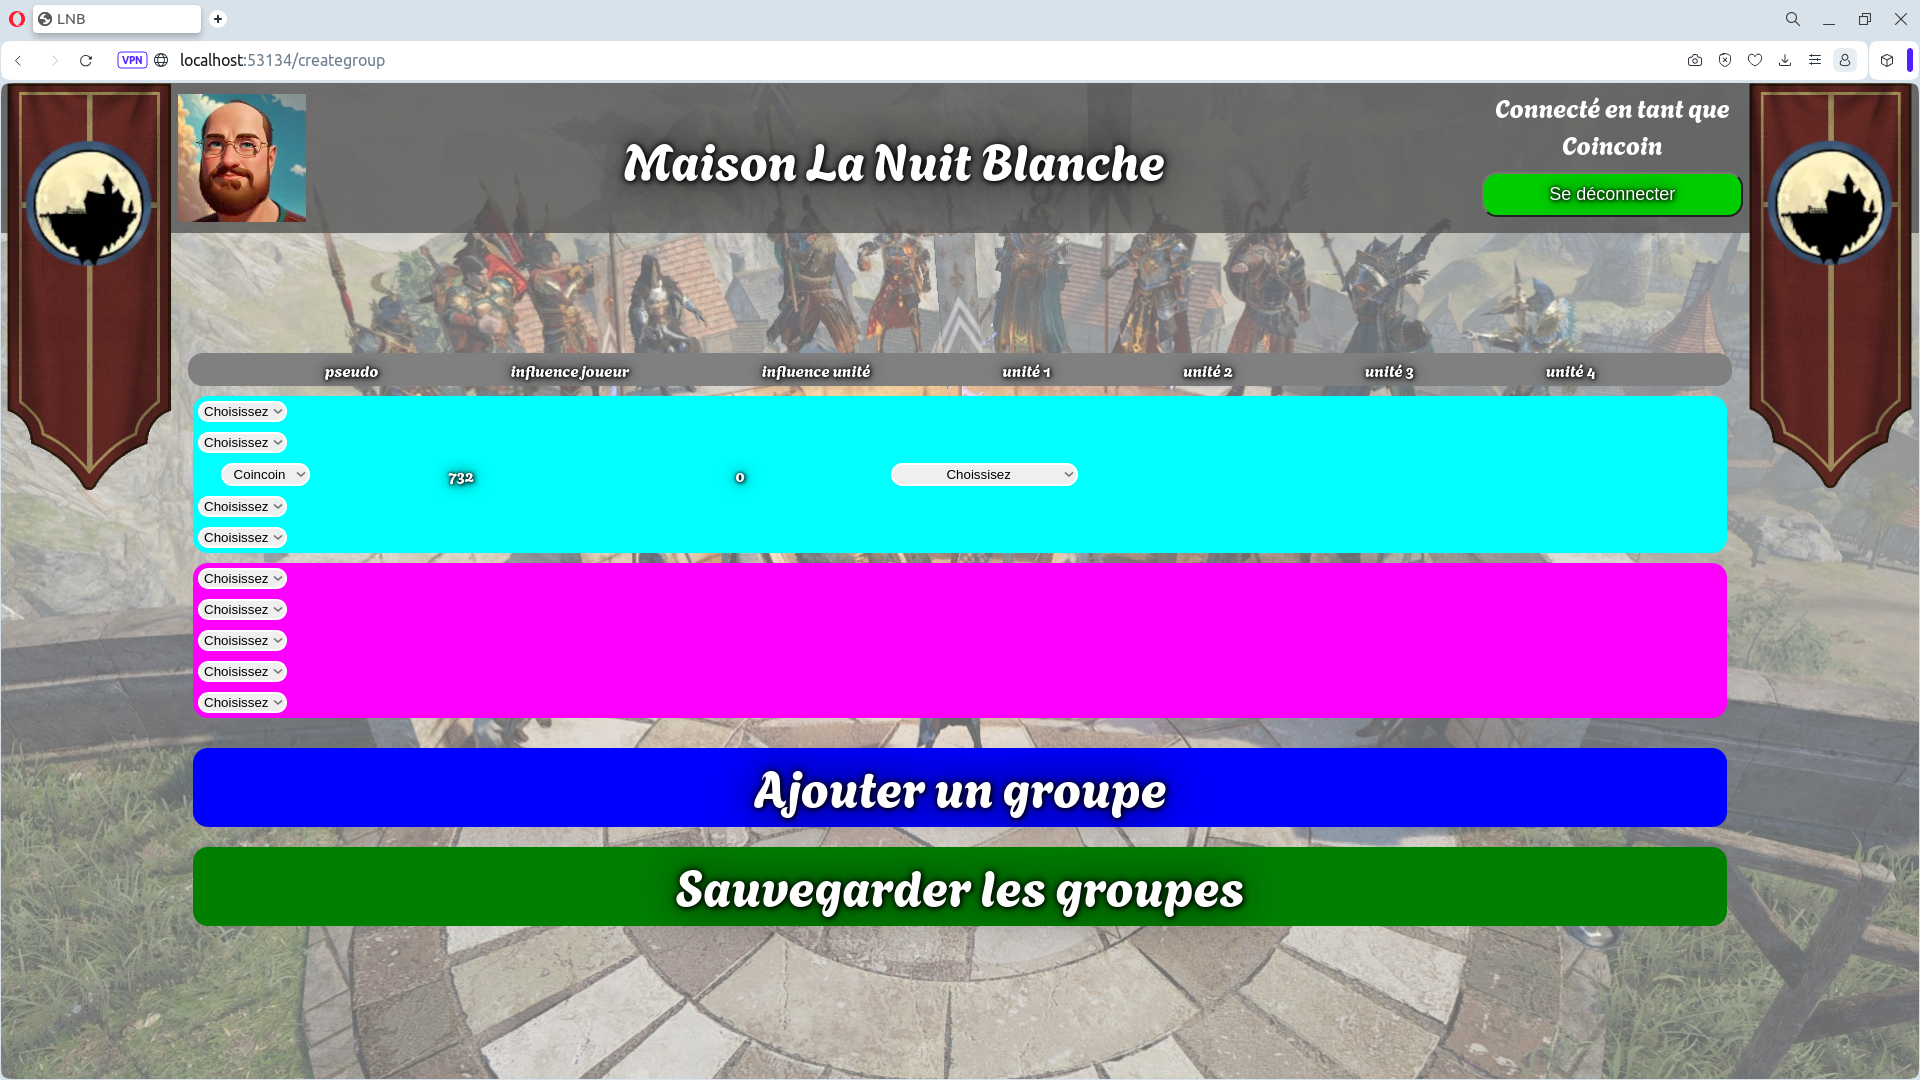 LNB
VPN
localhost:53134/creategroup
Maison La Nuit Blanche
Connecté en tant que
Coincoin
Se déconnecter
pseudo influence joueur influence unité unité 1 unité 2 unité 3 unité 4
Choisissez
Choisissez
Coincoin 732 0 Choissisez
Choisissez
Choisissez
Choisissez
Choisissez
Choisissez
Choisissez
Choisissez
Ajouter un groupe
Sauvegarder les groupes